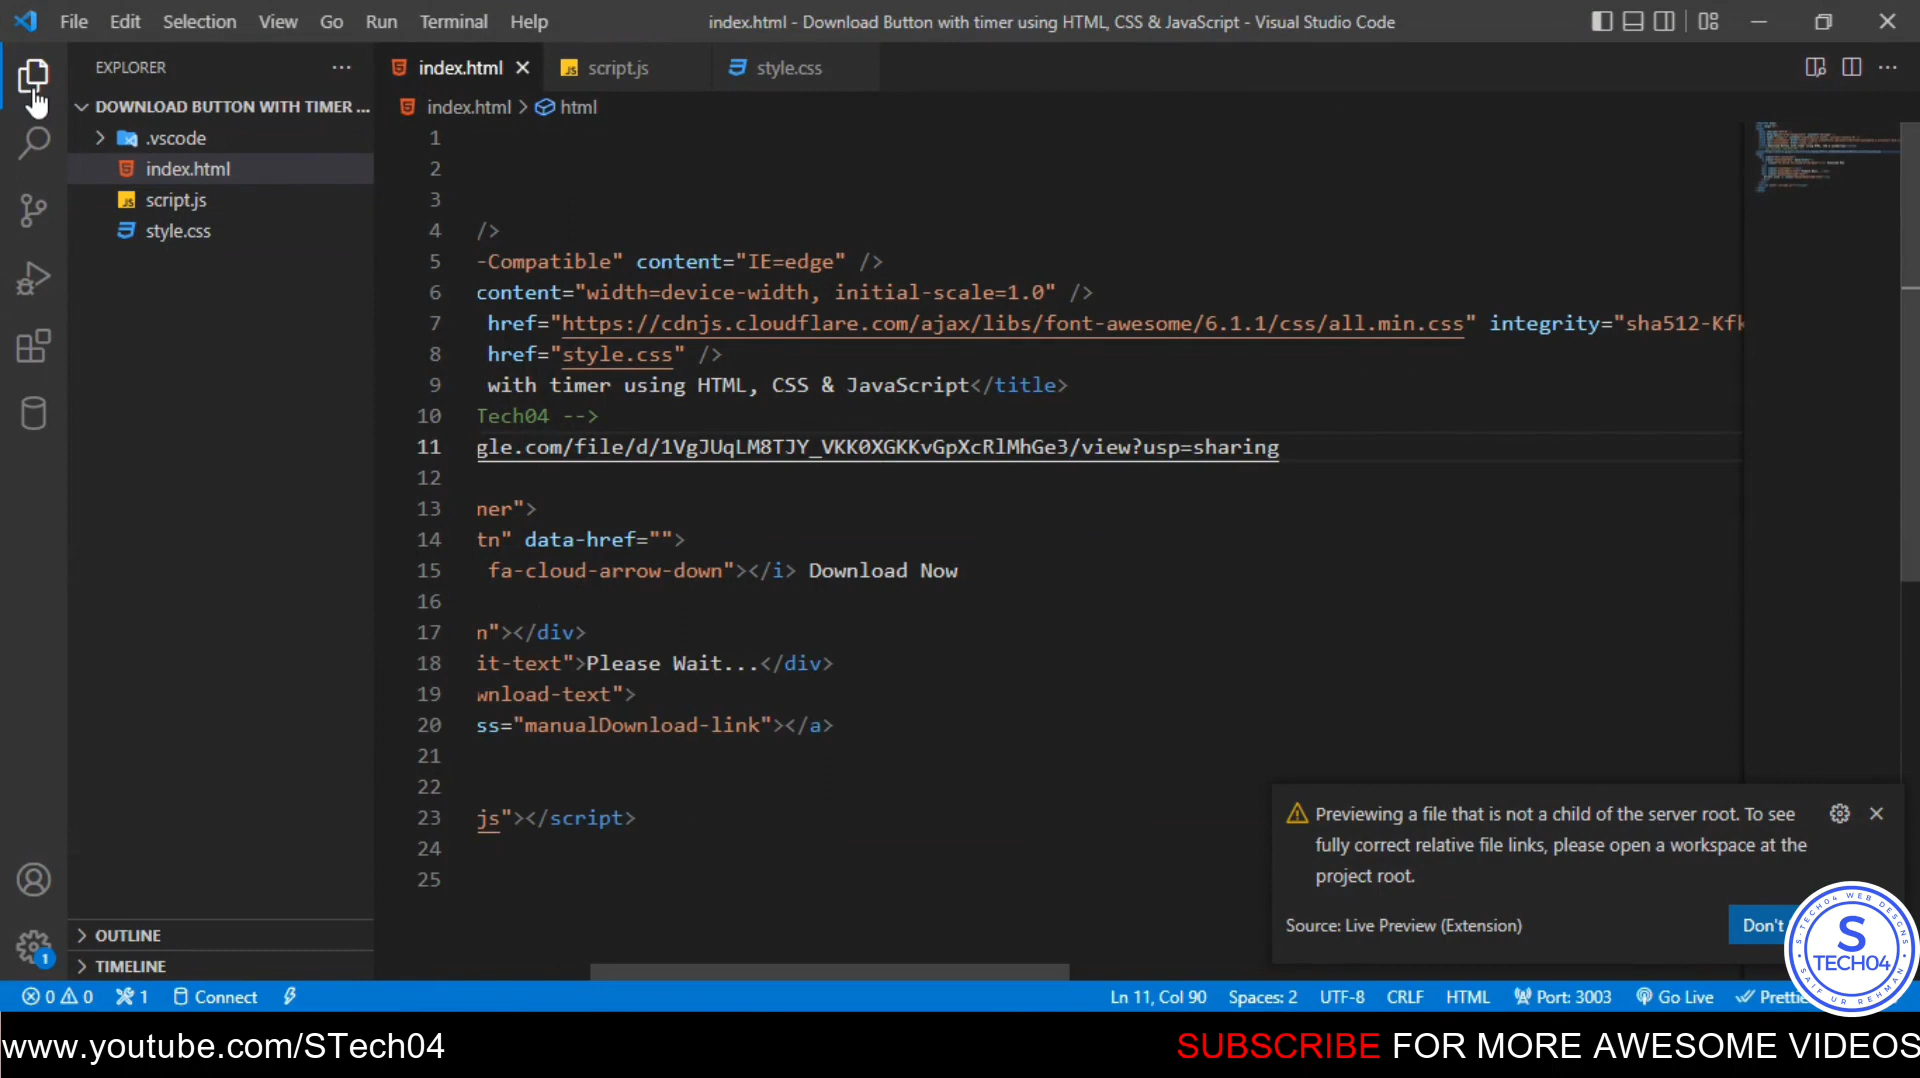 File Edit Selection View Go Run Terminal Help
index.html - Download Button with timer using HTML, CSS & JavaScript - Visual Studio Code
EXPLORER
DOWNLOAD BUTTON WITH TIMER ...
.vscode
index.html
script.js
style.css
OUTLINE
TIMELINE
1
index.html script.js style.css
index.html > html
1
2
3
4 />
5 -Compatible" content="IE=edge" />
6 content="width=device-width, initial-scale=1.0" />
7 href="https://cdnjs.cloudflare.com/ajax/libs/font-awesome/6.1.1/css/all.min.css" integrity="sha512-Kfk
8 href="style.css" />
9 with timer using HTML, CSS & JavaScript</title>
10 Tech04 -->
11 gle.com/file/d/1VgJUqLM8TJY_VKK0XGKKvGpXcRlMhGe3/view?usp=sharing
12
13 ner">
14 tn" data-href="">
15 fa-cloud-arrow-down"></i> Download Now
16
17 n"></div>
18 it-text">Please Wait...</div>
19 wnload-text">
20 ss="manualDownload-link"></a>
21
22
23 js"></script>
24
25
Previewing a file that is not a child of the server root. To see
fully correct relative file links, please open a workspace at the
project root.
Source: Live Preview (Extension)
Don't
S-TECH04 WEB DESGNS
S
TECH04
SAIF UR REHMAN
0 0 1 Connect
Ln 11, Col 90 Spaces: 2 UTF-8 CRLF HTML Port: 3003 Go Live Prettie
www.youtube.com/STech04
SUBSCRIBE FOR MORE AWESOME VIDEOS